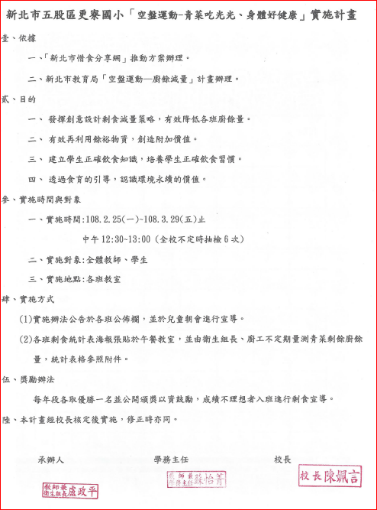 新北市五股區更寮國小「空盤運動-青菜吃光光、身體好健康」實施計畫
壹、依據
一、「新北市惜食分享網」推動方案辦理。
二、新北市教育局「空盤運動—廚餘減量」計畫辦理。
貳、目的
一、 發揮創意設計剩食減量策略，有效降低各班廚餘量。
二、 有效再利用餘裕物資，創造附加價值。
三、 建立學生正確飲食知識，培養學生正確飲食習慣。
四、 透過食育的引導，認識環境永續的價值。
參、實施時間與對象
一、實施時間:108.2.25(一)-108.3.29(五)止
中午 12:30-13:00 (全校不定時抽檢 6 次)
二、實施對象:全體教師、學生
三、實施地點:各班教室
肆、實施方式
(1)實施辦法公告於各班公佈欄，並於兒童朝會進行宣導。
(2)各班剩食統計表海報張貼於午餐教室，並由衛生組長、廚工不定期量測青菜剩餘廚餘
量，統計表格參照附件。
伍、獎勵辦法
每年段各取優勝一名並公開頒獎以資鼓勵，成績不理想者入班進行剩食宣導。
陸、本計畫經校長核定後實施，修正時亦同。
承辦人 學務主任 校長
教師兼衛生組長盧政平 校長陳佩言